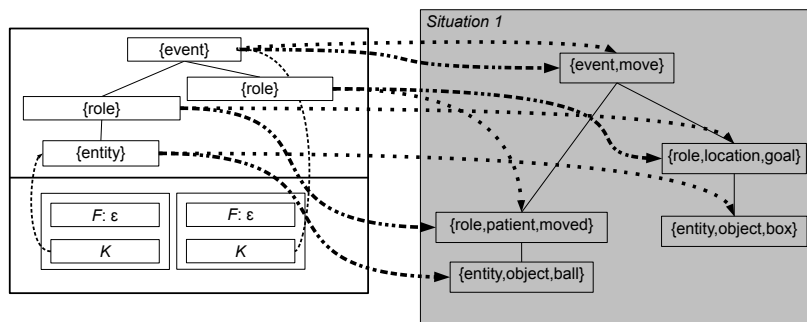 {event}
{role}
{role}
{entity}
F: ε
F: ε
K
K
Situation 1
{event,move}
{role,location,goal}
{role,patient,moved}
{entity,object,box}
{entity,object,ball}